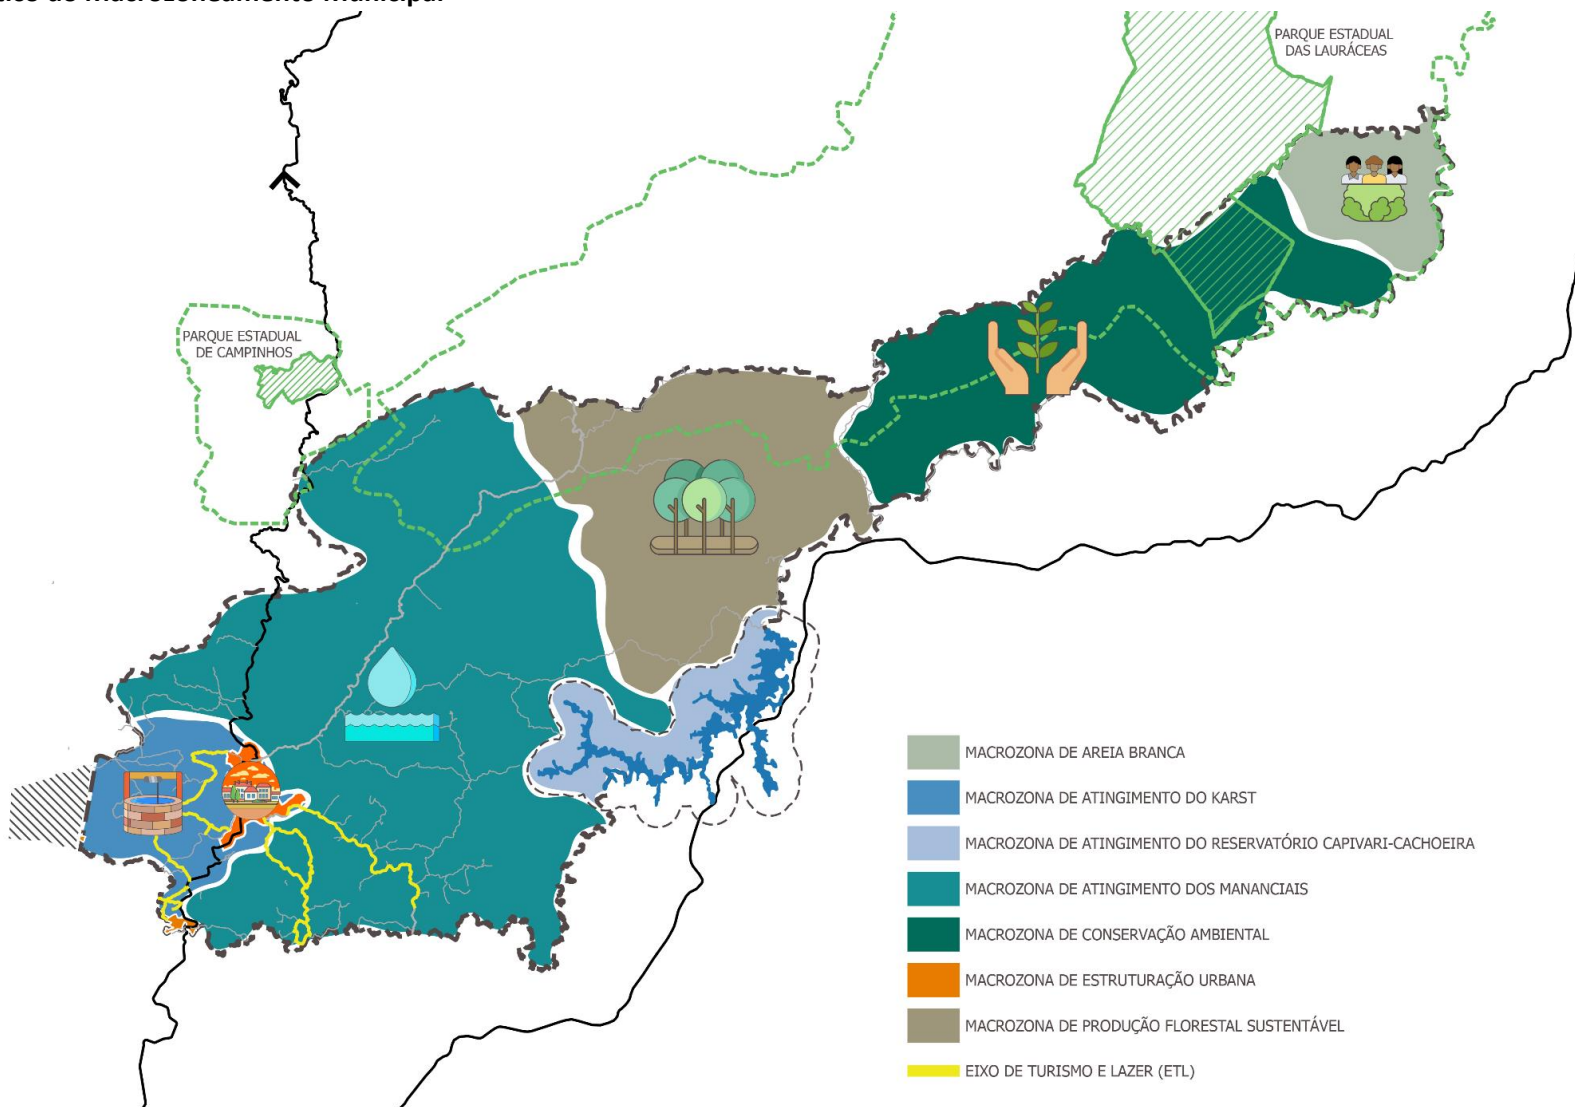 macrozoneamento municipal
PARQUE ESTADUAL
DAS LAURÁCEAS
PARQUE ESTADUAL
DE CAMPINHOS
MACROZONA DE AREIA BRANCA
MACROZONA DE ATINGIMENTO DO KARST
MACROZONA DE ATINGIMENTO DO RESERVATÓRIO CAPIVARI-CACHOEIRA
MACROZONA DE ATINGIMENTO DOS MANANCIAIS
MACROZONA DE CONSERVAÇÃO AMBIENTAL
MACROZONA DE ESTRUTURAÇÃO URBANA
MACROZONA DE PRODUÇÃO FLORESTAL SUSTENTÁVEL
EIXO DE TURISMO E LAZER (ETL)